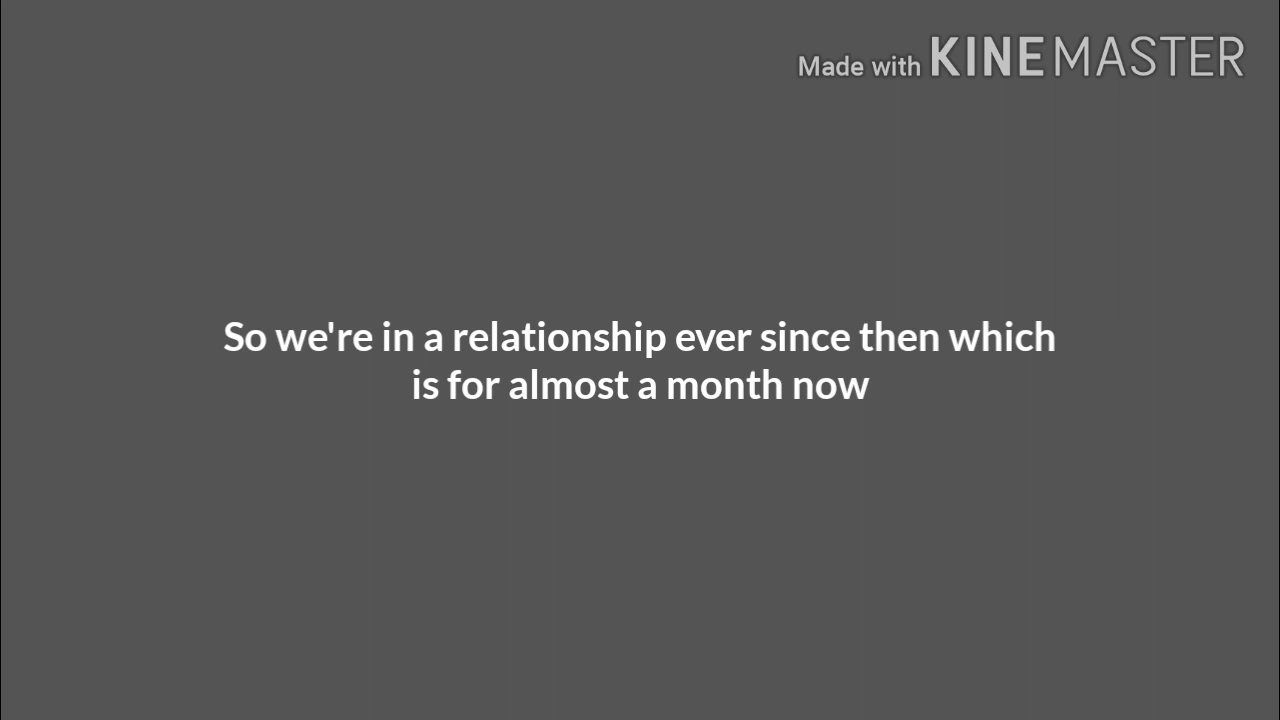 Made with KINEMASTER
So we're in a relationship ever since then which
is for almost a month now